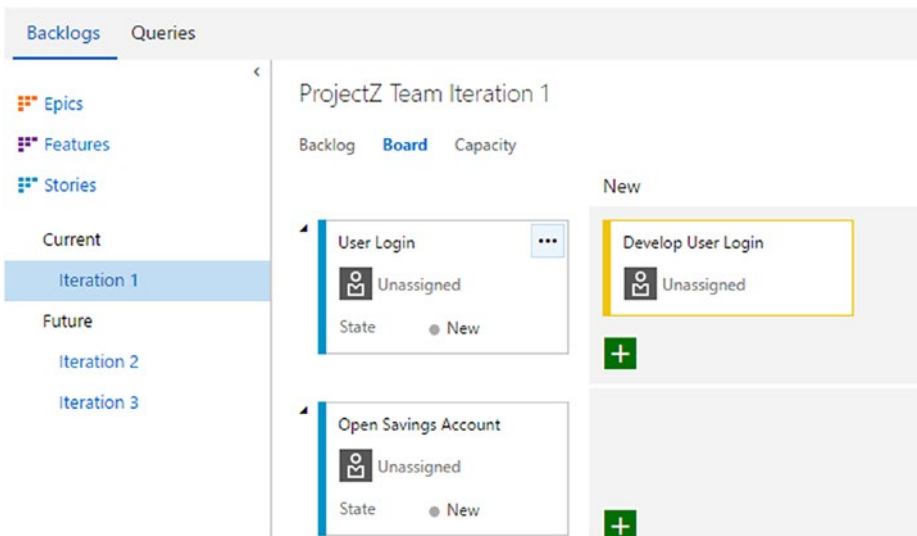 Backlogs Queries
Epics
Features
Stories
Current
Iteration 1
Future
Iteration 2
Iteration 3
ProjectZ Team Iteration 1
Backlog Board Capacity
New
User Login
Unassigned
State New
Develop User Login
Unassigned
Open Savings Account
Unassigned
State New